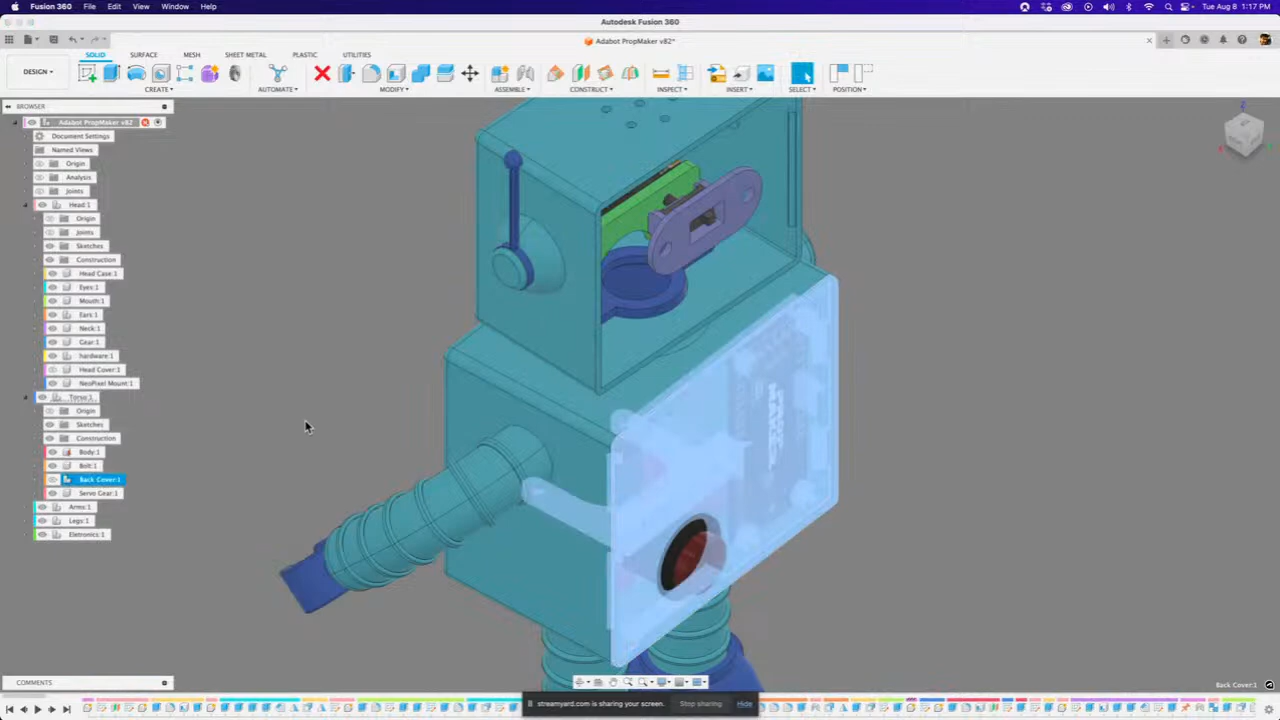 Fusion 360 File Edit View Window Help Tue Aug 8 1:17 PM
Autodesk Fusion 360
Adabot PropMaker v82*
SOLID SURFACE MESH SHEET METAL PLASTIC UTILITIES
DESIGN
CREATE AUTOMATE MODIFY ASSEMBLE CONSTRUCT INSPECT INSERT SELECT POSITION
BROWSER
Adabot PropMaker v82
Document Settings
Named Views
Origin
Analysis
Joints
Head:1
Origin
Joints
Sketches
Construction
Head Case:1
Eyes:1
Mouth:1
Ears:1
Neck:1
Gear:1
hardware:1
Head Cover:1
NeoPixel Mount:1
Torso:1
Origin
Sketches
Construction
Body:1
Bolt:1
Back Cover:1
Servo Gear:1
Arms:1
Legs:1
Eletronics:1
COMMENTS
Back Cover:1
streamyard.com is sharing your screen. Stop sharing Hide